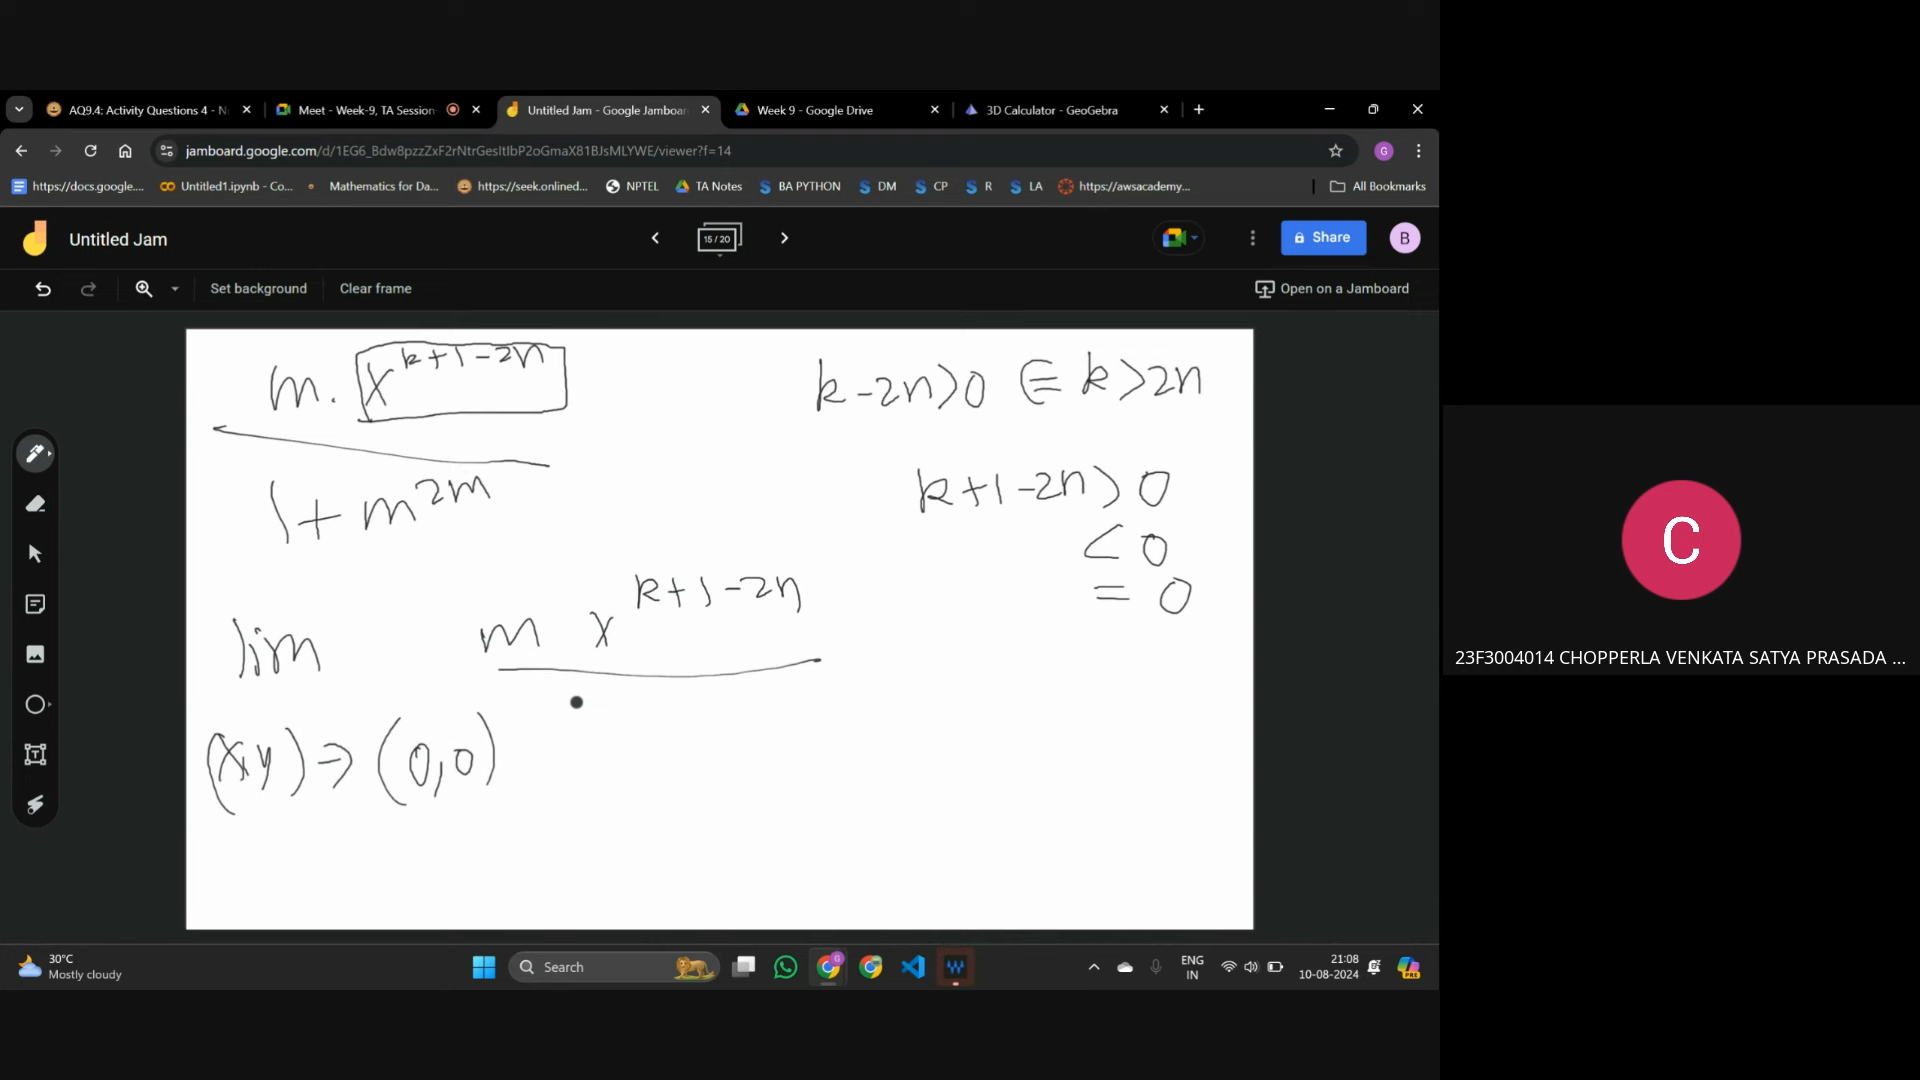 AQ9.4: Activity Questions 4 - N
Meet - Week-9, TA Session
Untitled Jam - Google Jamboar
Week 9 - Google Drive
3D Calculator - GeoGebra
jamboard.google.com/d/1EG6_Bdw8pzzZxF2rNtrGesItIbP2oGmaX81BJsMLYWE/viewer?f=14
G
https://docs.google....
Untitled1.ipynb - Co...
Mathematics for Da...
https://seek.onlined...
NPTEL
TA Notes
BA PYTHON
DM
CP
R
LA
https://awsacademy...
All Bookmarks
Untitled Jam
15 / 20
Share
B
Set background
Clear frame
Open on a Jamboard
m. x^{k+1-2n}
1 + m^{2m}
k-2n>0 ∈ k>2n
k+1-2n>0
< 0
= 0
lim m x^{k+1-2n}
(x,y) → (0,0)
C
23F3004014 CHOPPERLA VENKATA SATYA PRASADA ...
30°C
Mostly cloudy
Search
ENG
IN
21:08
10-08-2024